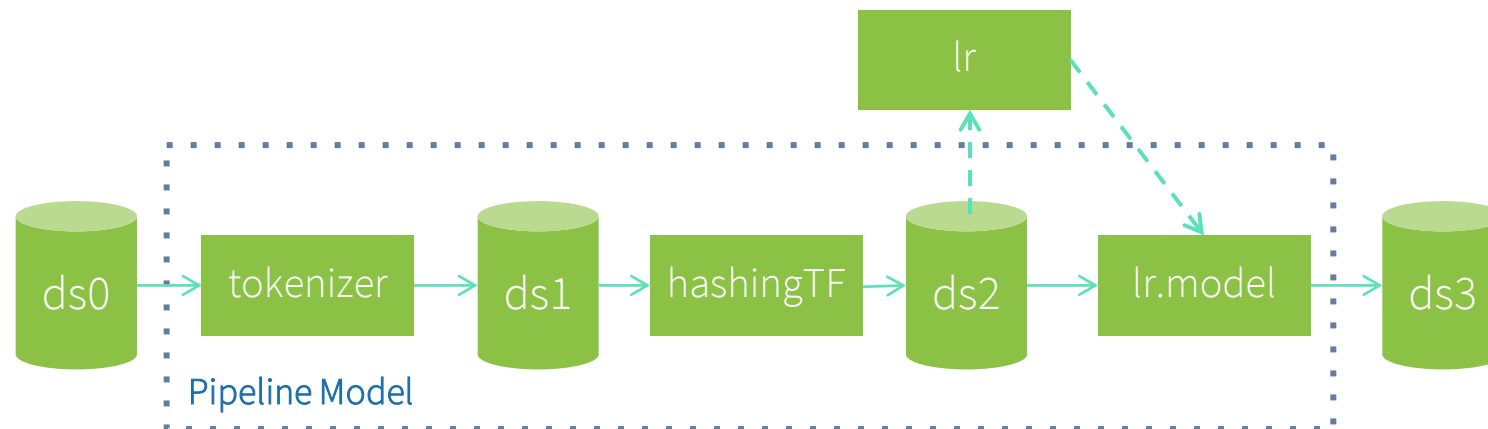 lr
ds0
tokenizer
ds1
hashingTF
ds2
lr.model
ds3
Pipeline Model